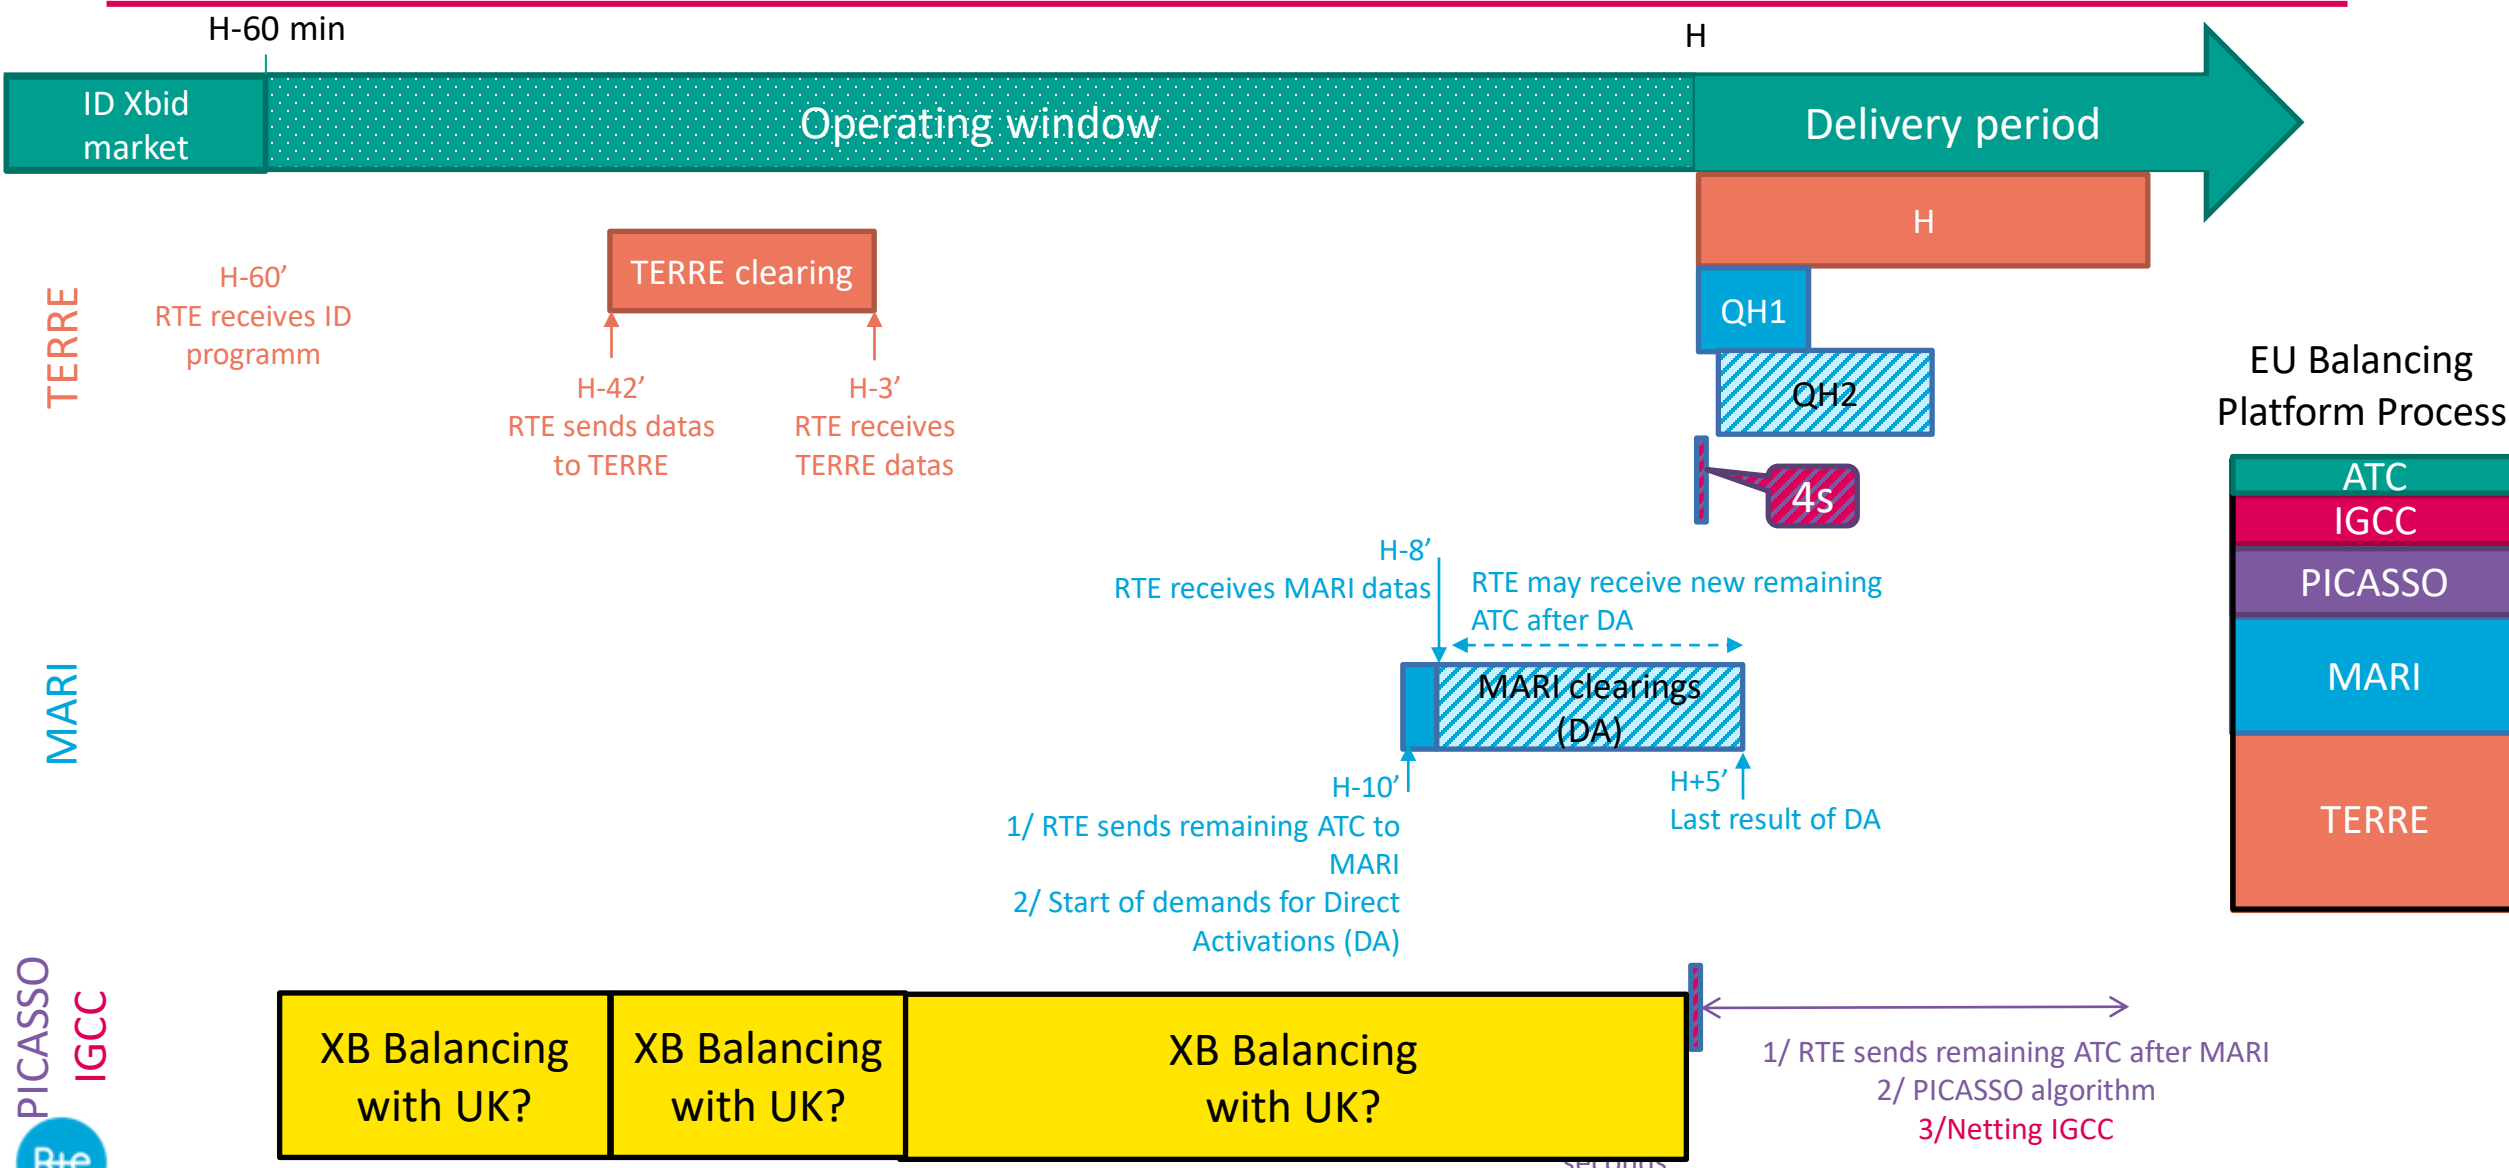 H-60 min
H
ID Xbid
market
Operating window
Delivery period
H
TERRE clearing
TERRE
H-60’
RTE receives ID
programm
QH1
QH2
H-42’
RTE sends datas
to TERRE
H-3’
RTE receives
TERRE datas
4s
EU Balancing
Platform Process
ATC
IGCC
PICASSO
MARI
TERRE
H-8’
RTE receives MARI datas
RTE may receive new remaining
ATC after DA
MARI
MARI clearings
(DA)
H-10’
1/ RTE sends remaining ATC to
MARI
2/ Start of demands for Direct
Activations (DA)
H+5’
Last result of DA
PICASSO
IGCC
XB Balancing
with UK?
XB Balancing
with UK?
XB Balancing
with UK?
1/ RTE sends remaining ATC after MARI
2/ PICASSO algorithm
3/Netting IGCC
seconds
Rte